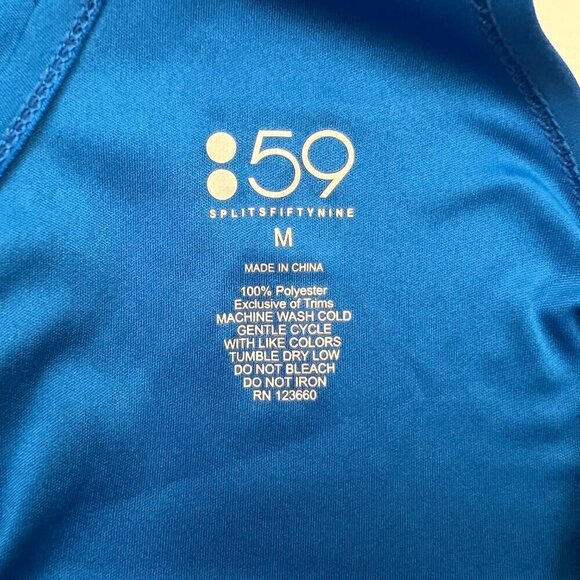 :59
SPLITSFIFTYNINE
M
MADE IN CHINA
100% Polyester
Exclusive of Trims
MACHINE WASH COLD
GENTLE CYCLE
WITH LIKE COLORS
TUMBLE DRY LOW
DO NOT BLEACH
DO NOT IRON
RN 123660